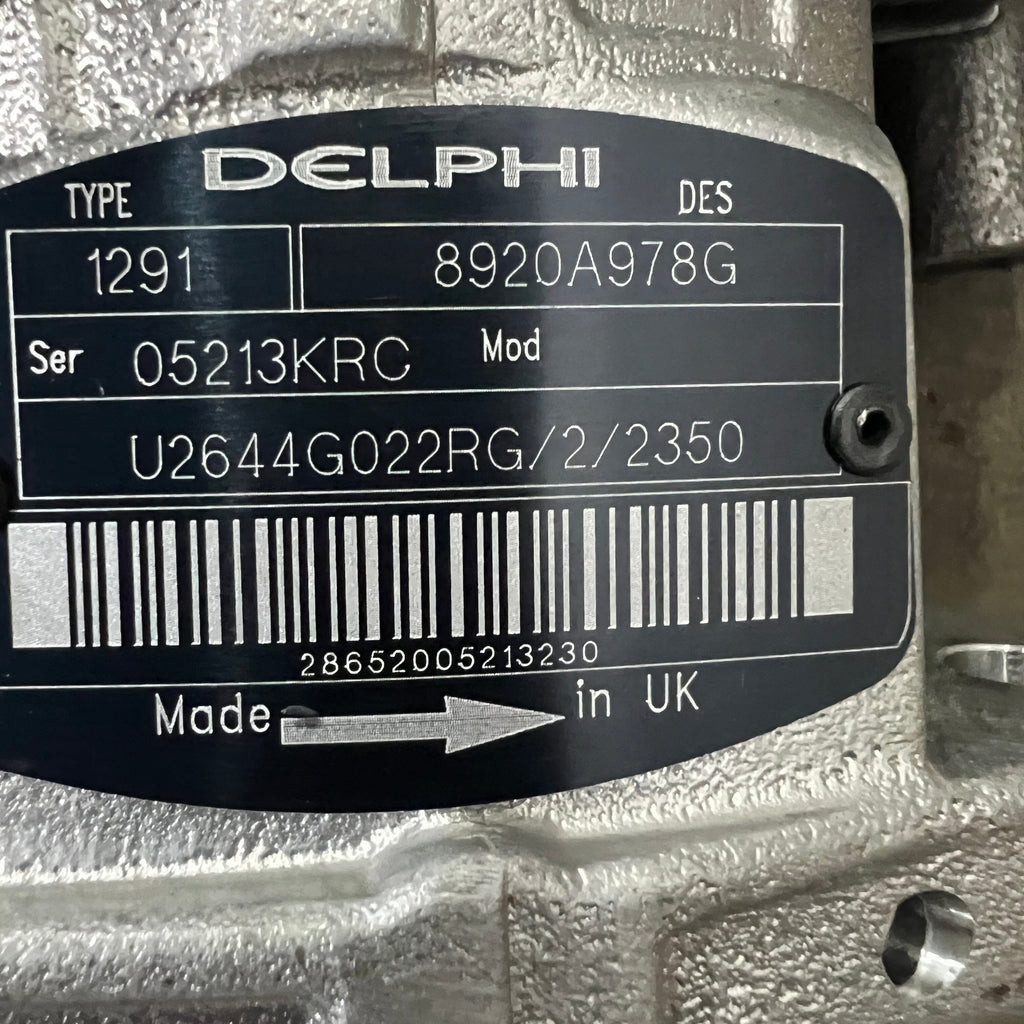 DELPHI
TYPE DES
1291 8920A978G
Ser 05213KRC Mod
U2644G022RG/2/2350
28652005213230
Made in UK